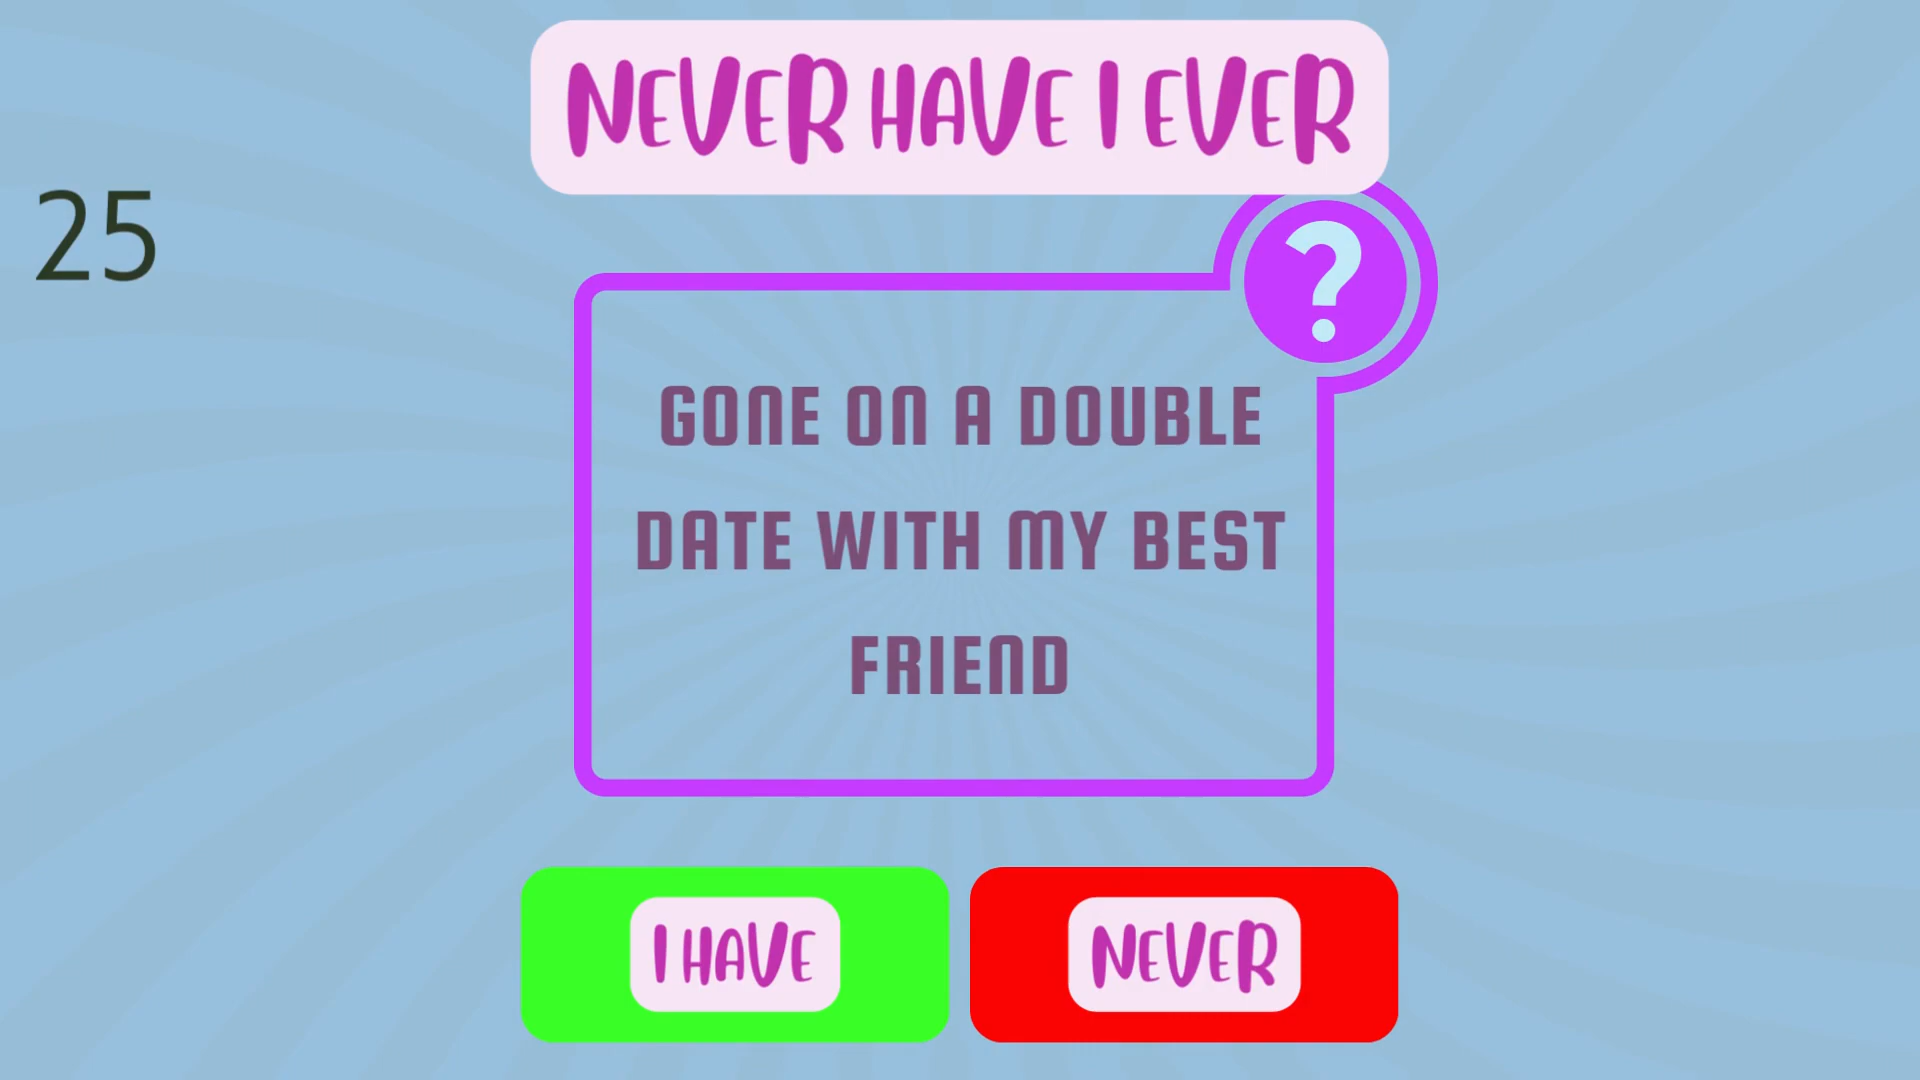 NEVER HAVE I EVER
25
?
GONE ON A DOUBLE
DATE WITH MY BEST
FRIEND
I HAVE
NEVER